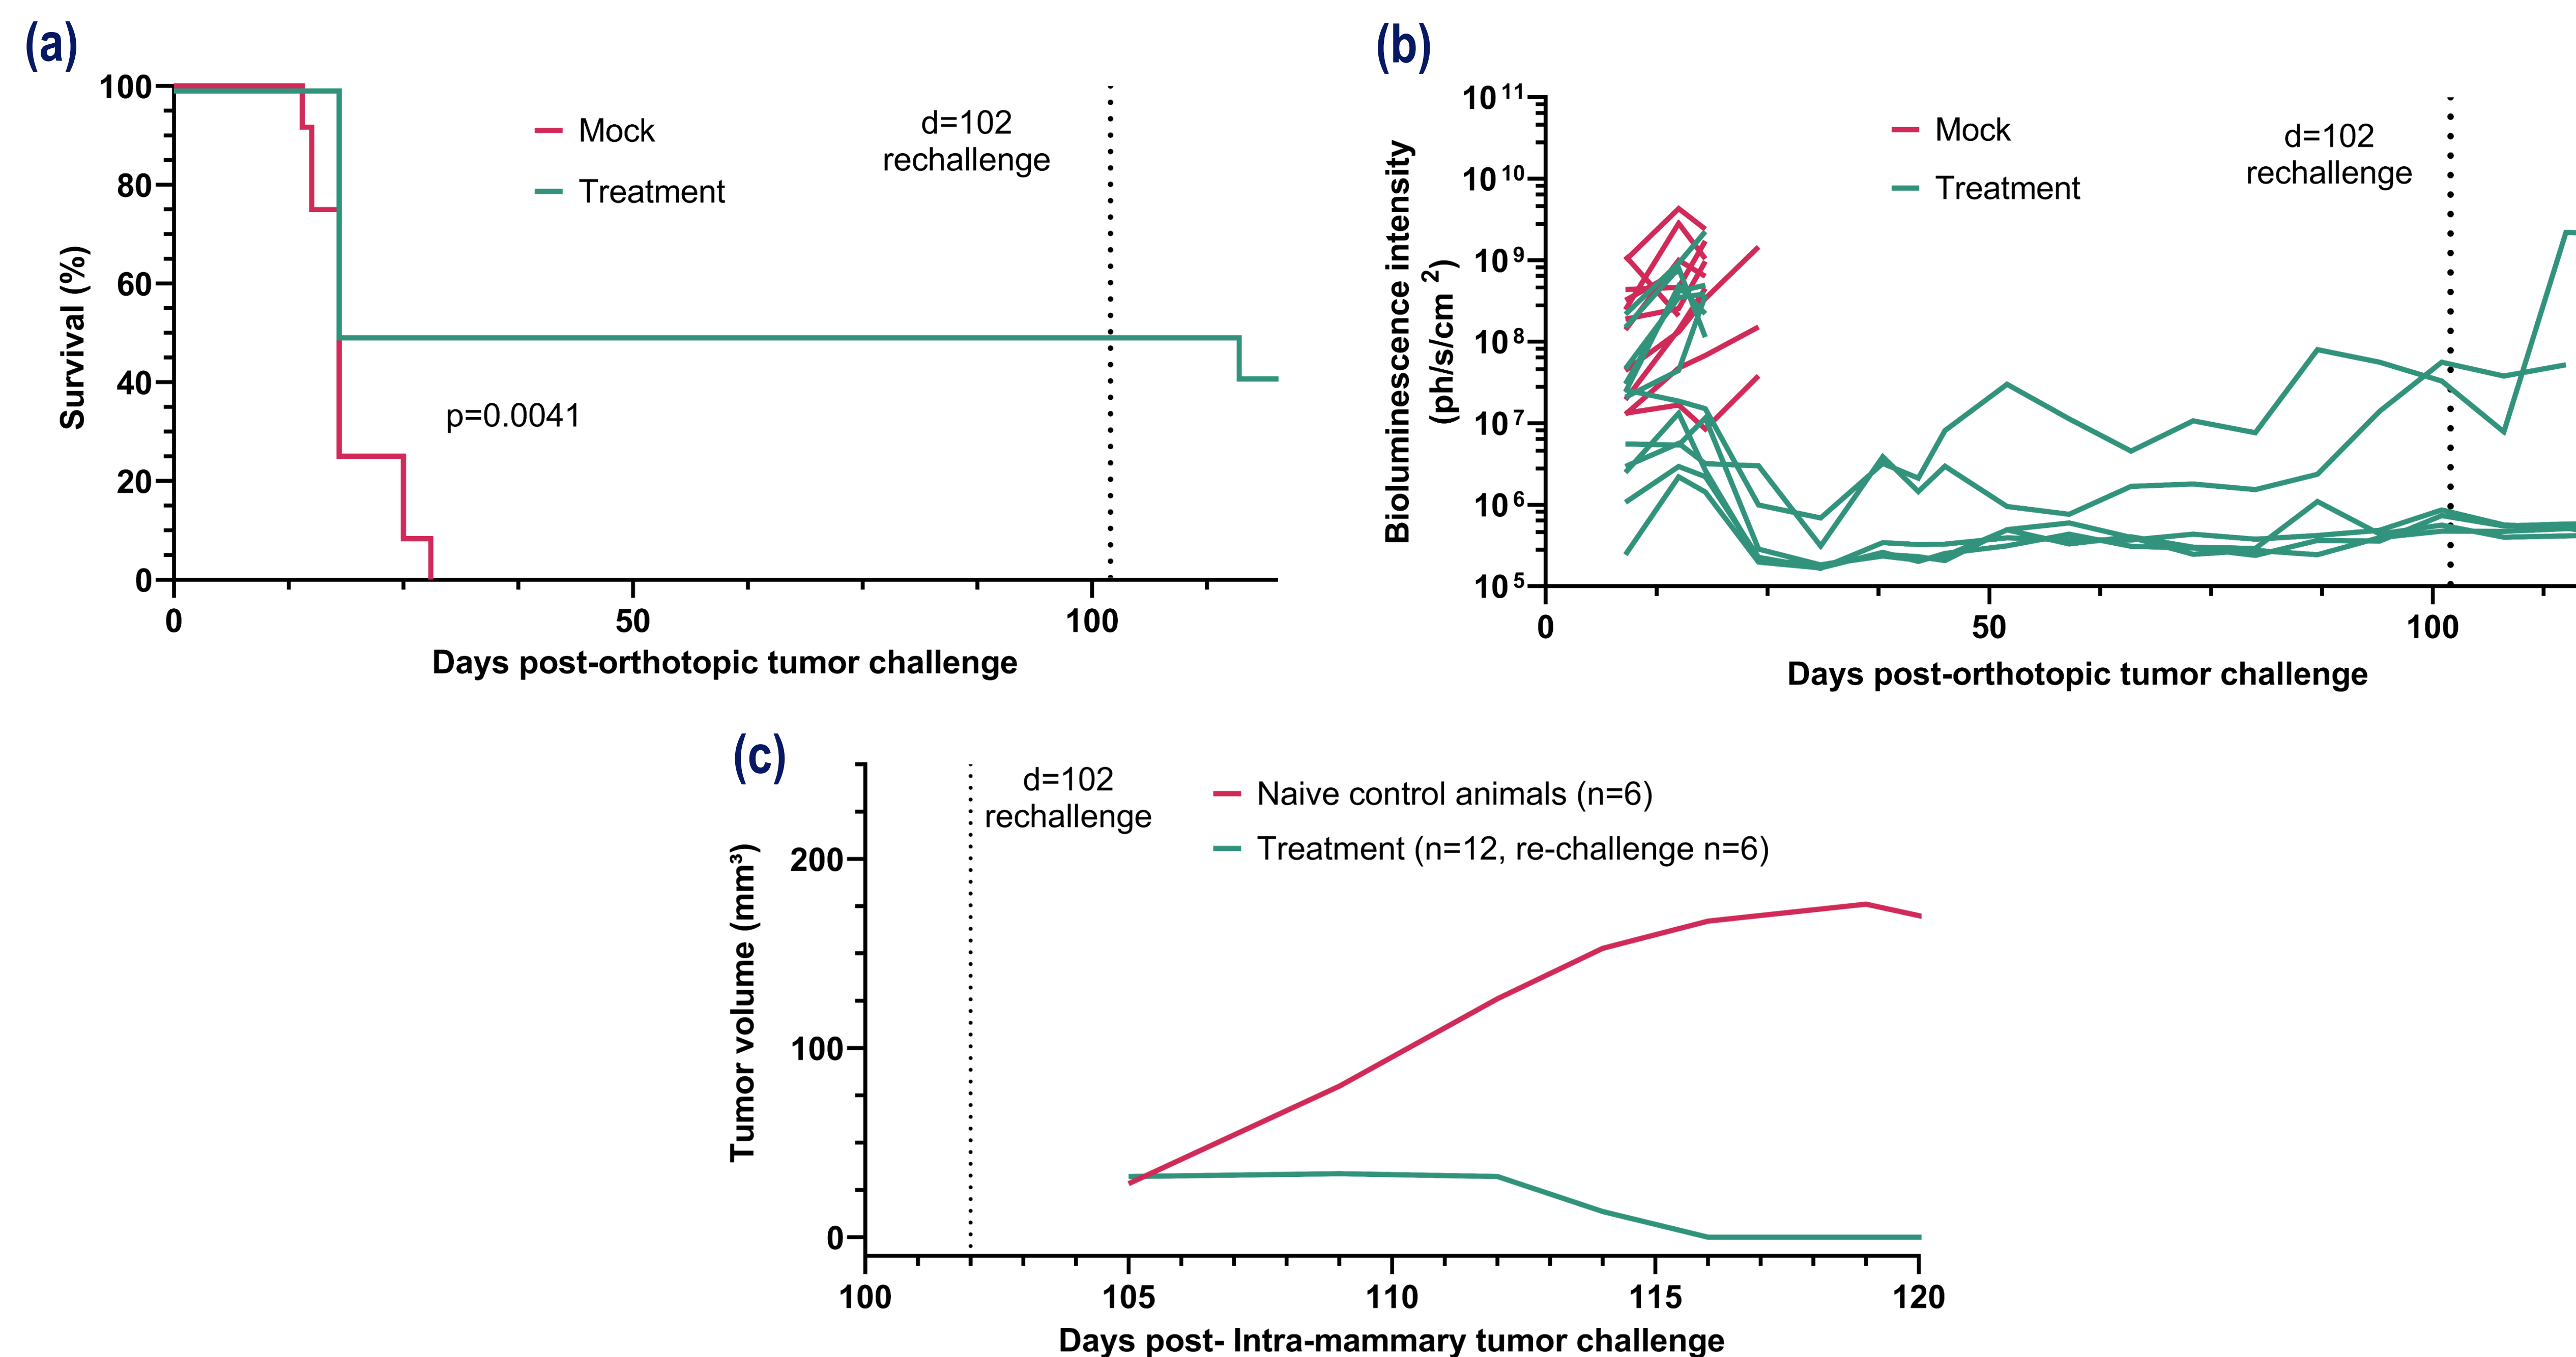 (a)
100
80
60
40
20
0
Survival (%)
Mock
Treatment
d=102
rechallenge
p=0.0041
0 50 100
Days post-orthotopic tumor challenge
(b)
10^11
10^10
10^9
10^8
10^7
10^6
10^5
Bioluminescence intensity
(ph/s/cm ^2)
Mock
Treatment
d=102
rechallenge
0 50 100
Days post-orthotopic tumor challenge
(c)
200
100
0
Tumor volume (mm³)
d=102
rechallenge
Naive control animals (n=6)
Treatment (n=12, re-challenge n=6)
100 105 110 115 120
Days post- Intra-mammary tumor challenge